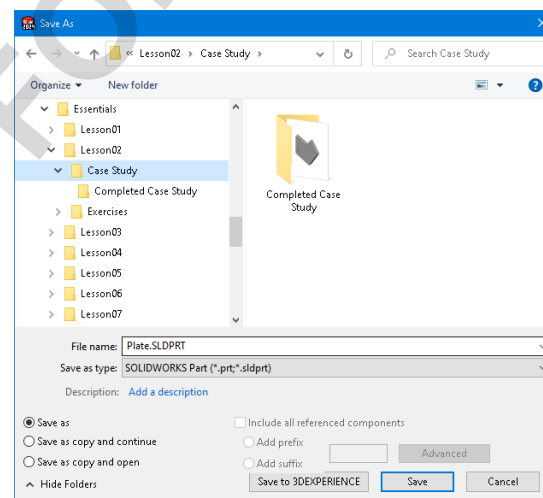 Save As
« Lesson02 › Case Study ›
Search Case Study
Organize
New folder
Essentials
Lesson01
Lesson02
Case Study
Completed Case Study
Exercises
Lesson03
Lesson04
Lesson05
Lesson06
Lesson07
Completed Case
Study
File name: Plate.SLDPRT
Save as type: SOLIDWORKS Part (*.prt;*.sldprt)
Description: Add a description
Save as
Include all referenced components
Save as copy and continue
Add prefix
Advanced
Save as copy and open
Add suffix
Hide Folders
Save to 3DEXPERIENCE
Save
Cancel